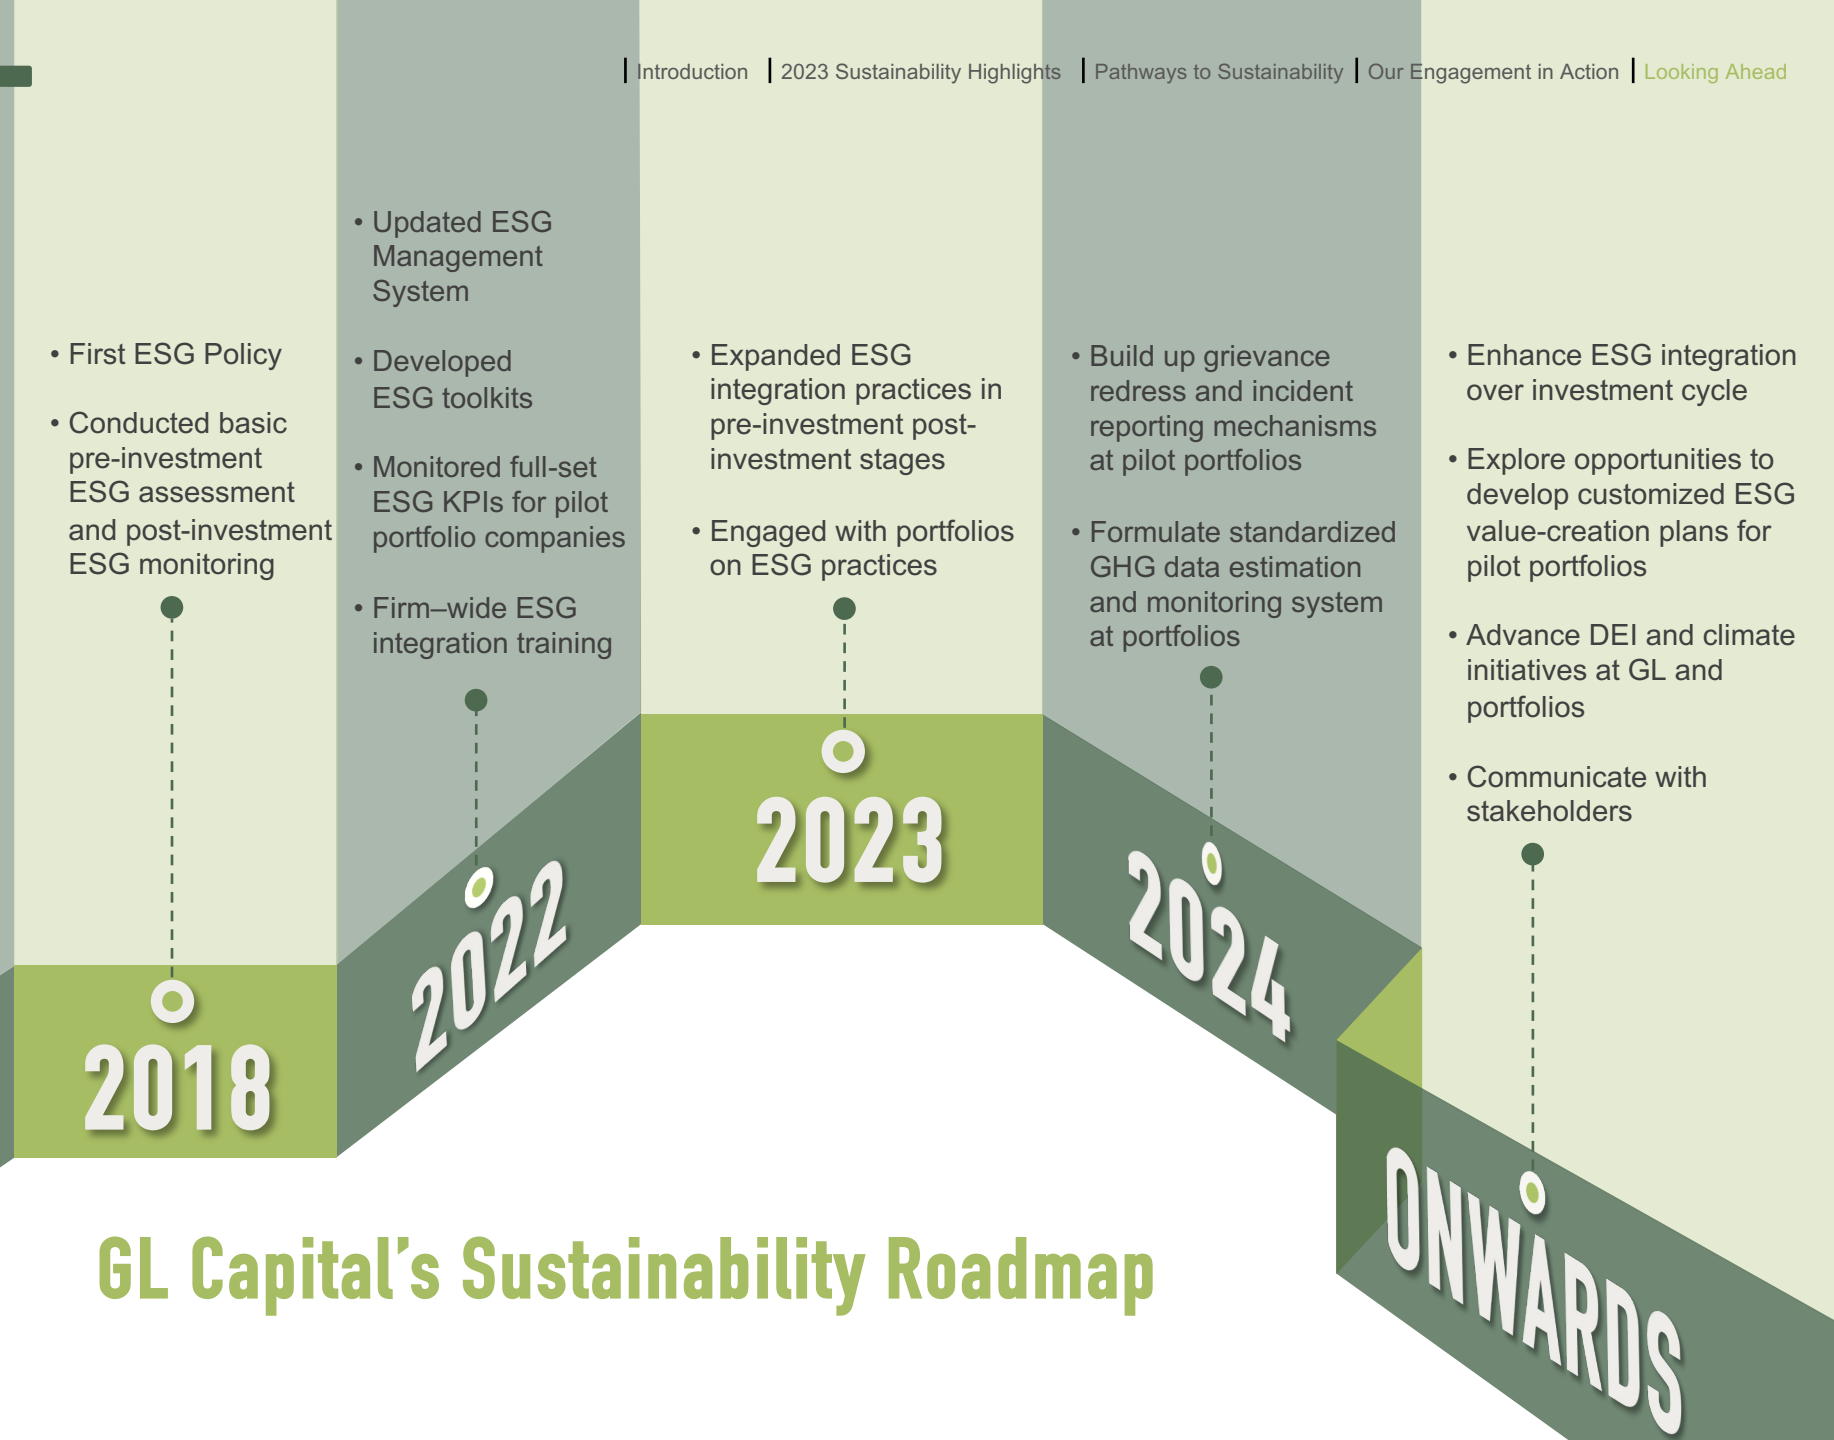 Introduction
2023 Sustainability Highlights
Pathways to Sustainability
Our Engagement in Action
Looking Ahead
• First ESG Policy
• Conducted basic
pre-investment
ESG assessment
and post-investment
ESG monitoring
2018
• Updated ESG
Management
System
• Developed
ESG toolkits
• Monitored full-set
ESG KPIs for pilot
portfolio companies
• Firm–wide ESG
integration training
2022
• Expanded ESG
integration practices in
pre-investment post-
investment stages
• Engaged with portfolios
on ESG practices
2023
• Build up grievance
redress and incident
reporting mechanisms
at pilot portfolios
• Formulate standardized
GHG data estimation
and monitoring system
at portfolios
2024
• Enhance ESG integration
over investment cycle
• Explore opportunities to
develop customized ESG
value-creation plans for
pilot portfolios
• Advance DEI and climate
initiatives at GL and
portfolios
• Communicate with
stakeholders
ONWARDS
GL Capital’s Sustainability Roadmap